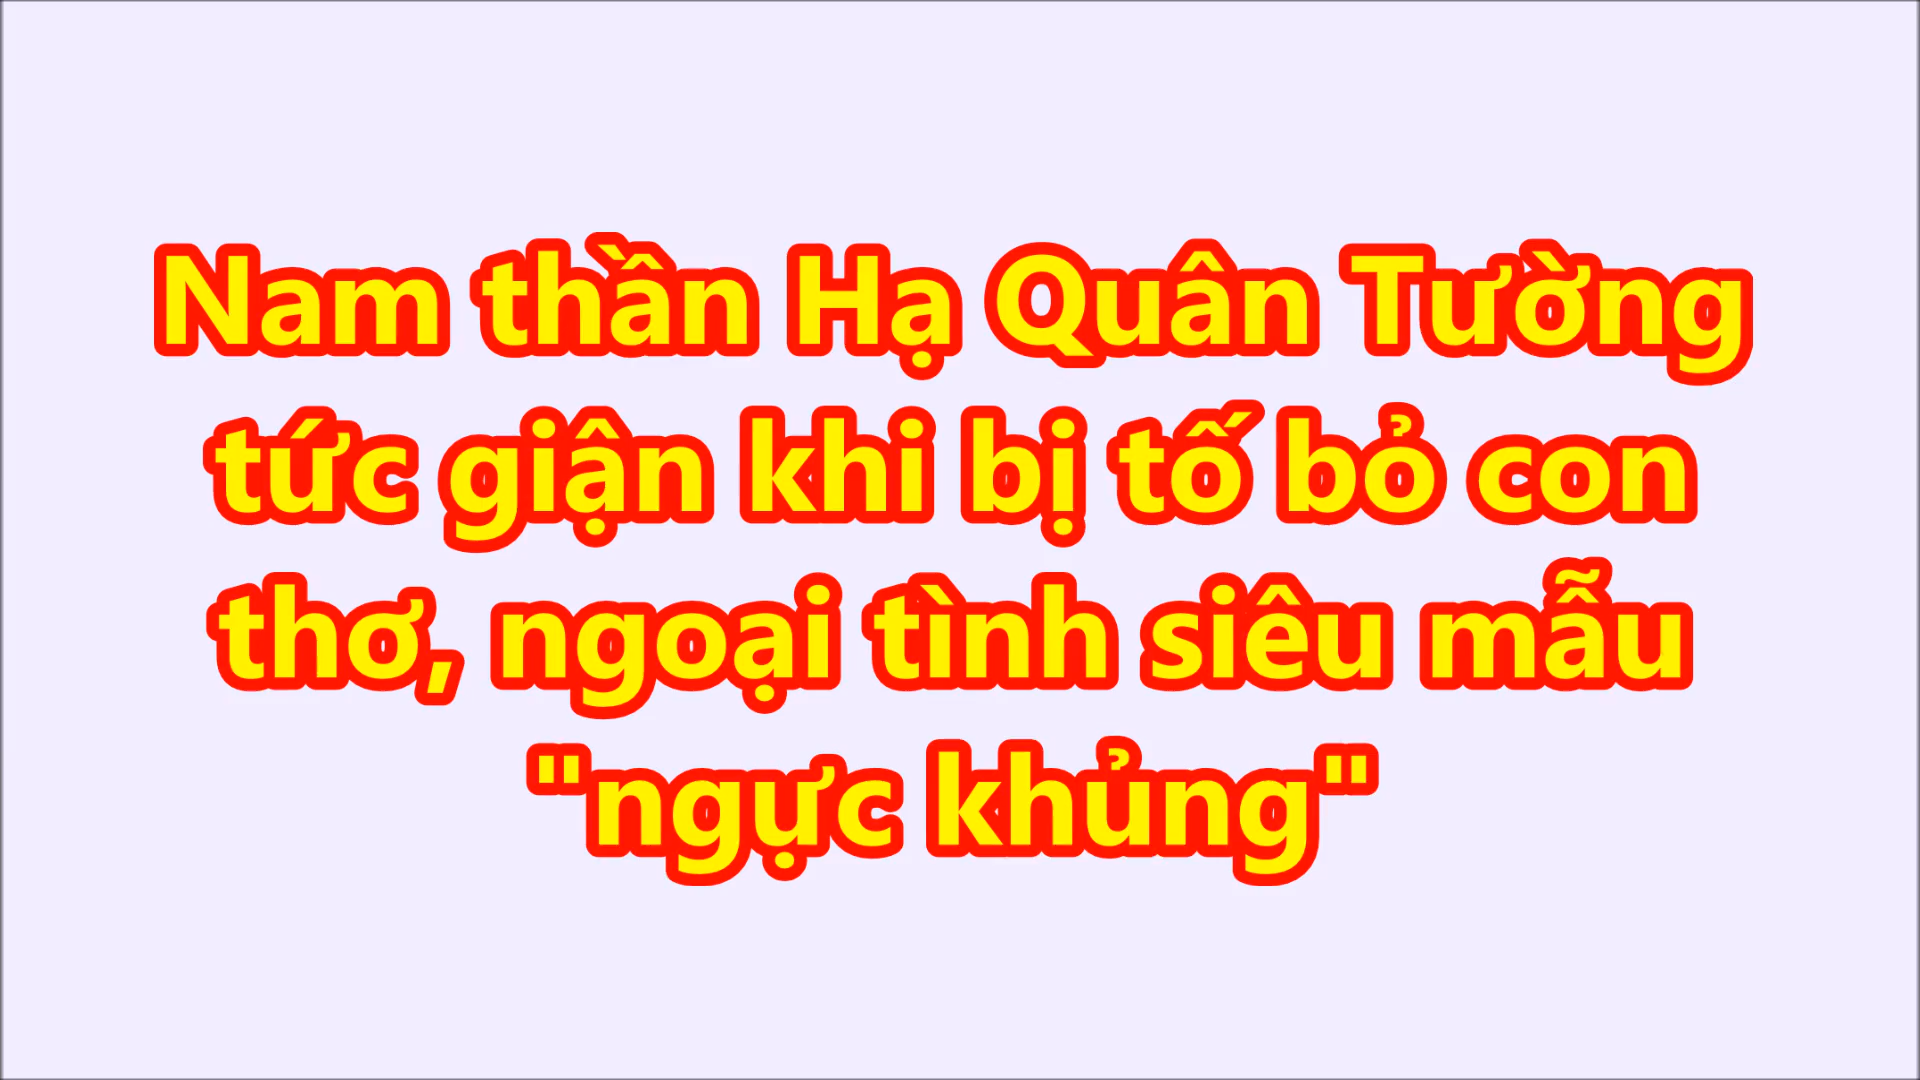 Nam thần Hạ Quân Tường
tức giận khi bị tố bỏ con
thơ, ngoại tình siêu mẫu
"ngực khủng"